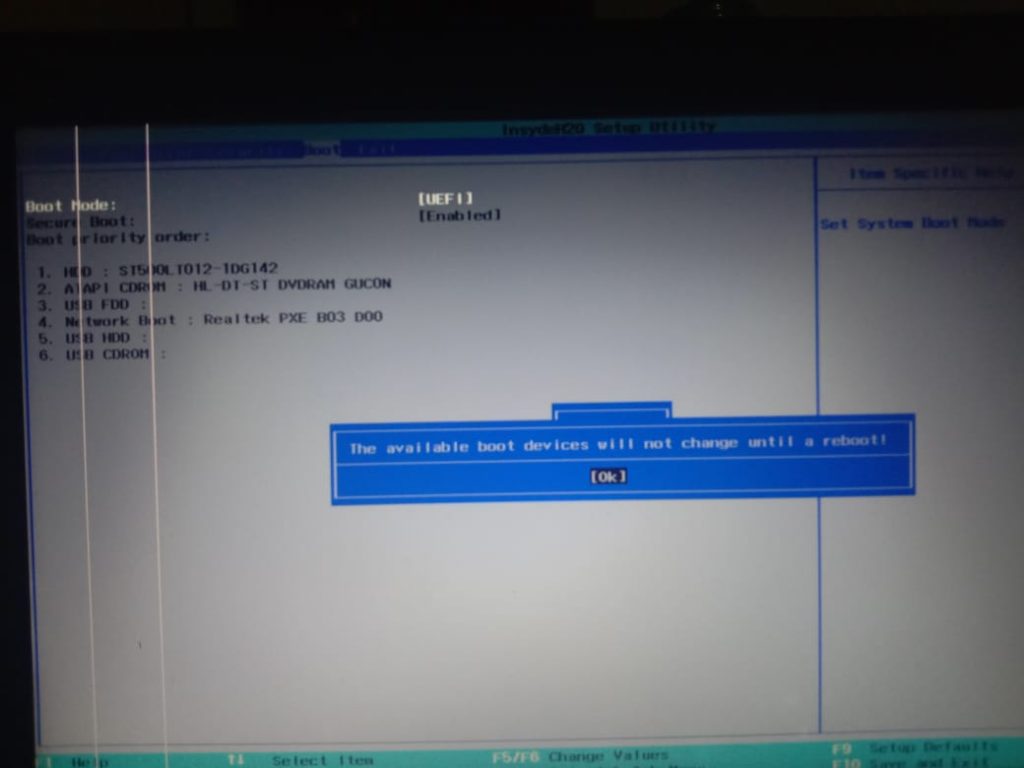 InsydeH20 Setup Utility
Boot Exit
Item Specific Help
Boot Mode: [UEFI]
Set System Boot Mode
Secure Boot: [Enabled]
Boot priority order:
1. HDD : ST500LT012-1DG142
2. ATAPI CDROM : HL-DT-ST DVDRAM GUCON
3. USB FDD :
4. Network Boot : Realtek PXE B03 D00
5. USB HDD :
6. USB CDROM :
The available boot devices will not change until a reboot!
[Ok]
F1 Help ↑↓ Select Item F5/F6 Change Values F9 Setup Defaults
F10 Save and Exit